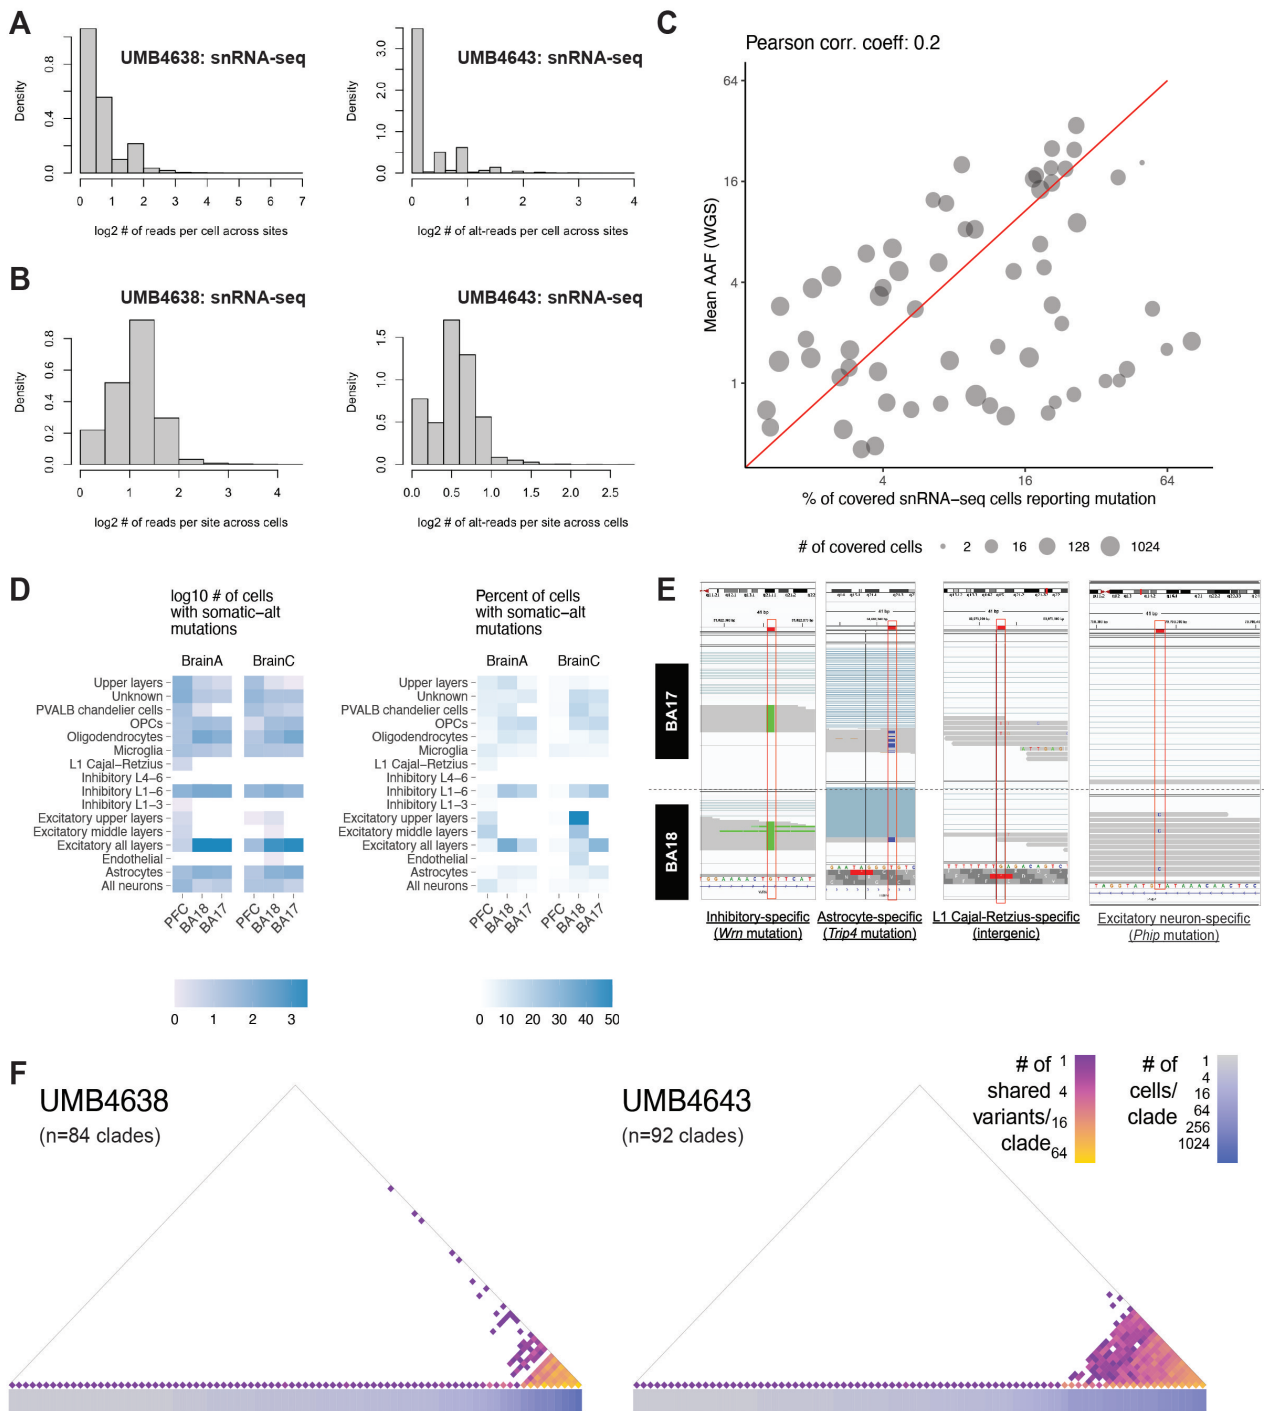 A
UMB4638: snRNA-seq
Density
0.0
0.4
0.8
0
1
2
3
4
5
6
7
log2 # of reads per cell across sites
UMB4643: snRNA-seq
Density
0.0
1.0
2.0
3.0
0
1
2
3
4
log2 # of alt-reads per cell across sites
B
UMB4638: snRNA-seq
Density
0.0
0.2
0.4
0.6
0.8
0
1
2
3
4
log2 # of reads per site across cells
UMB4643: snRNA-seq
Density
0.0
0.5
1.0
1.5
0.0
0.5
1.0
1.5
2.0
2.5
log2 # of alt-reads per site across cells
C
Pearson corr. coeff: 0.2
Mean AAF (WGS)
64
16
4
1
4
16
64
% of covered snRNA−seq cells reporting mutation
# of covered cells
2
16
128
1024
D
log10 # of cells
with somatic−alt
mutations
BrainA
BrainC
Upper layers
Unknown
PVALB chandelier cells
OPCs
Oligodendrocytes
Microglia
L1 Cajal−Retzius
Inhibitory L4−6
Inhibitory L1−6
Inhibitory L1−3
Excitatory upper layers
Excitatory middle layers
Excitatory all layers
Endothelial
Astrocytes
All neurons
PFC
BA18
BA17
PFC
BA18
BA17
0
1
2
3
Percent of cells
with somatic−alt
mutations
BrainA
BrainC
Upper layers
Unknown
PVALB chandelier cells
OPCs
Oligodendrocytes
Microglia
L1 Cajal−Retzius
Inhibitory L4−6
Inhibitory L1−6
Inhibitory L1−3
Excitatory upper layers
Excitatory middle layers
Excitatory all layers
Endothelial
Astrocytes
All neurons
PFC
BA18
BA17
PFC
BA18
BA17
0
10
20
30
40
50
E
BA17
BA18
41 bp
41 bp
41 bp
41 bp
T A G G T A T G T A T A A A C A A C T C C
Inhibitory-specific
(Wrn mutation)
Astrocyte-specific
(Trip4 mutation)
L1 Cajal-Retzius-specific
(intergenic)
Excitatory neuron-specific
(Phip mutation)
F
UMB4638
(n=84 clades)
UMB4643
(n=92 clades)
# of
shared
variants/
clade
1
4
16
64
# of
cells/
clade
1
4
16
64
256
1024